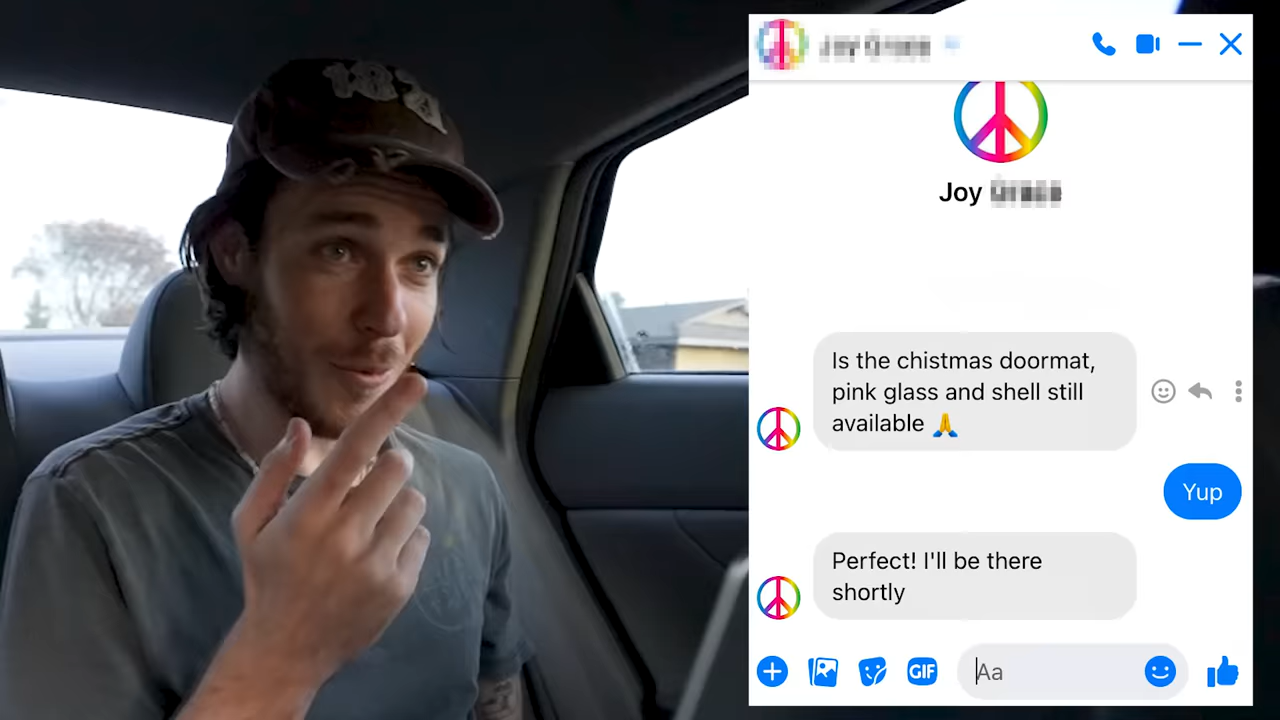 Joy
Is the chistmas doormat,
pink glass and shell still
available 🙏
Yup
Perfect! I'll be there
shortly
GIF
Aa